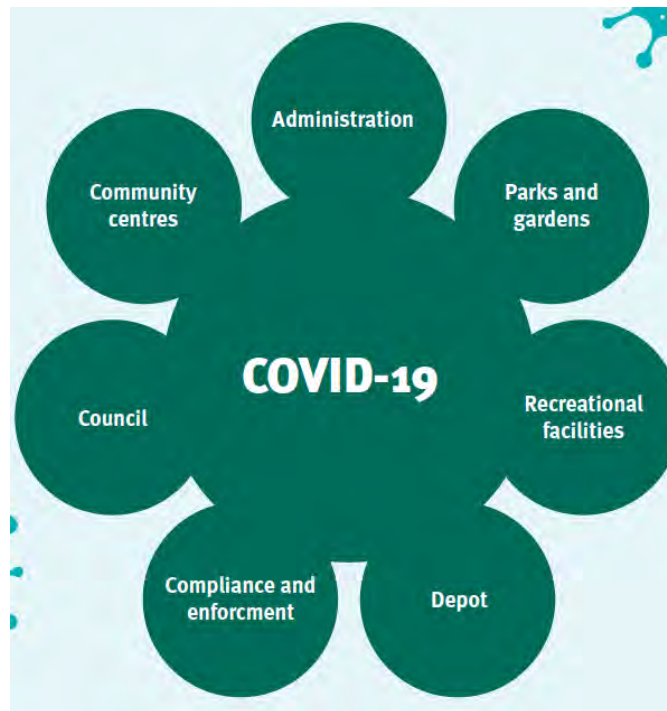 Administration
Parks and
gardens
Recreational
facilities
Depot
Compliance and
enforcment
Council
Community
centres
COVID-19